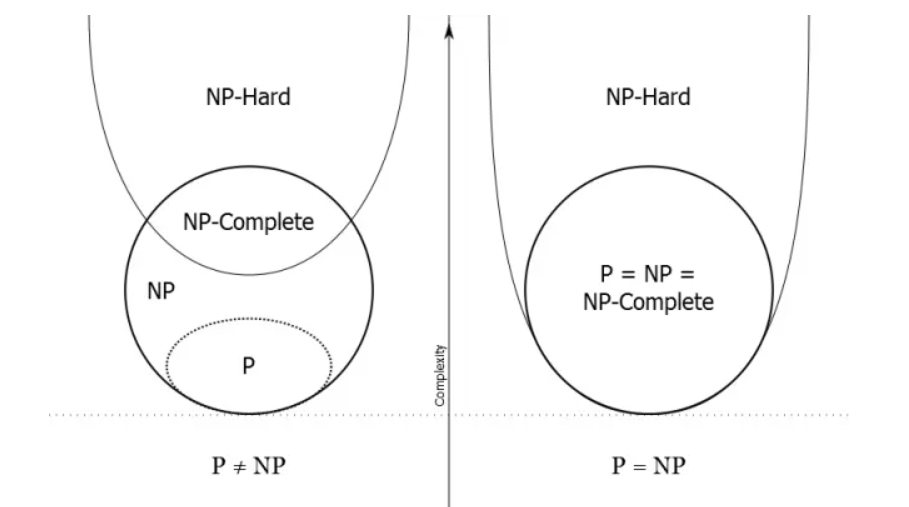 NP-Hard
NP-Complete
NP
P
P ≠ NP
Complexity
NP-Hard
P = NP =
NP-Complete
P = NP